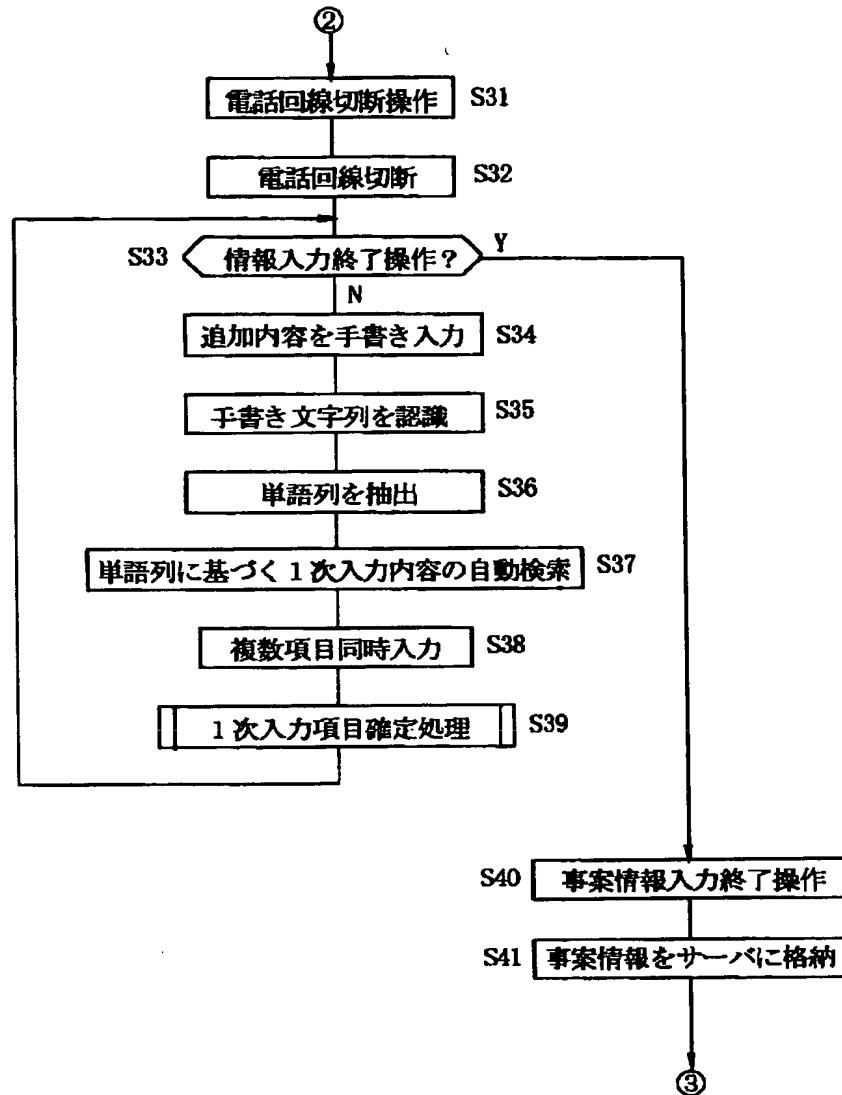 ②
電話回線切断操作 S31
電話回線切断 S32
S33 情報入力終了操作? Y
N
追加内容を手書き入力 S34
手書き文字列を認識 S35
単語列を抽出 S36
単語列に基づく1次入力内容の自動検索 S37
複数項目同時入力 S38
1次入力項目確定処理 S39
S40 事案情報入力終了操作
S41 事案情報をサーバに格納
③